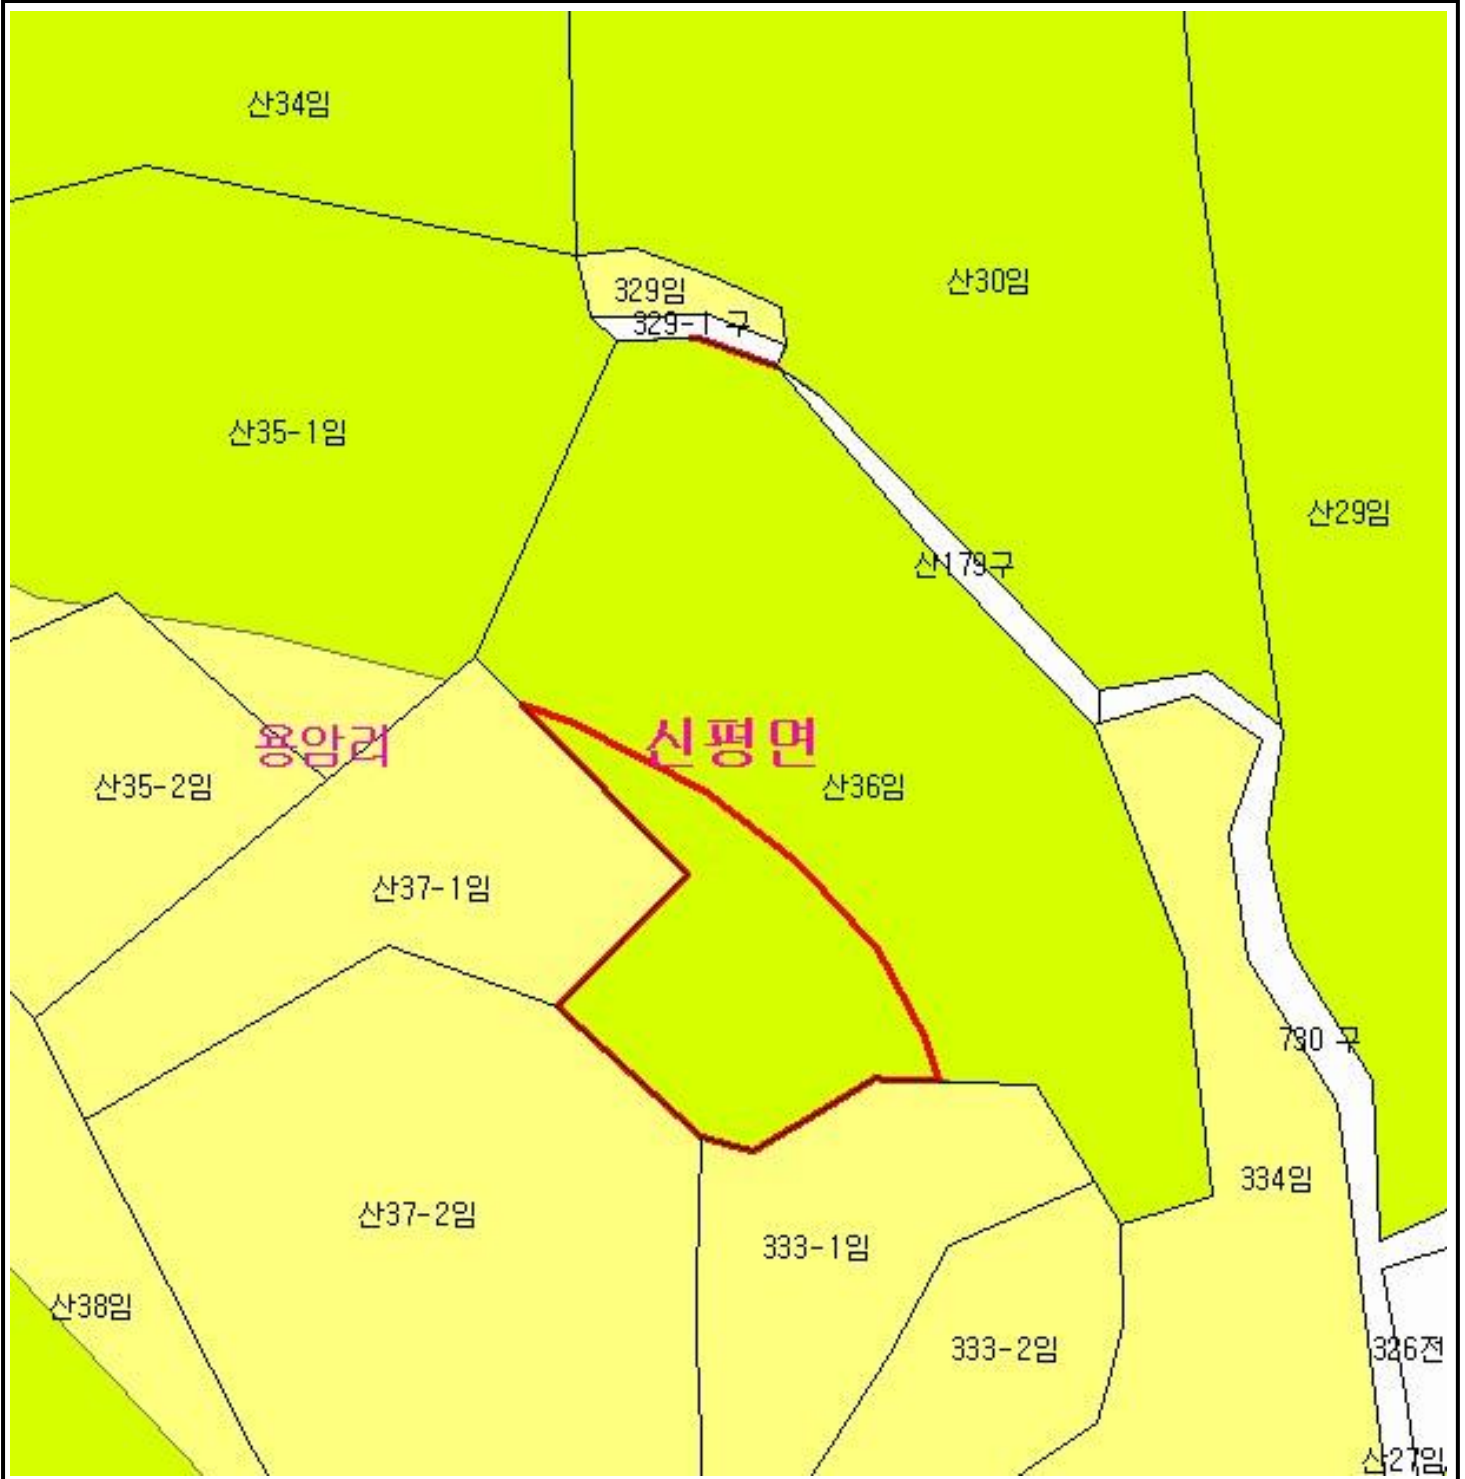 산34임
산30임
329임
329-1 구
산35-1임
산29임
산179구
용암리
신평면
산35-2임
산36임
산37-1임
730 구
334임
산37-2임
333-1임
산38임
333-2임
326전
산27임